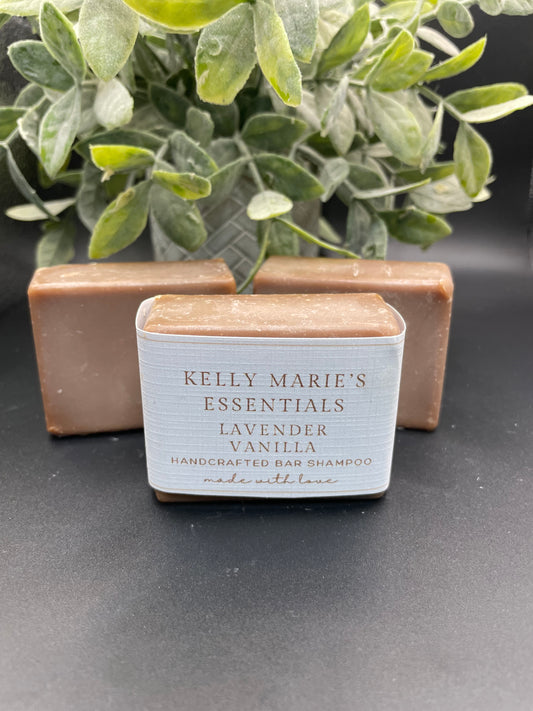 KELLY MARIE'S
ESSENTIALS
LAVENDER
VANILLA
HANDCRAFTED BAR SHAMPOO
made with love